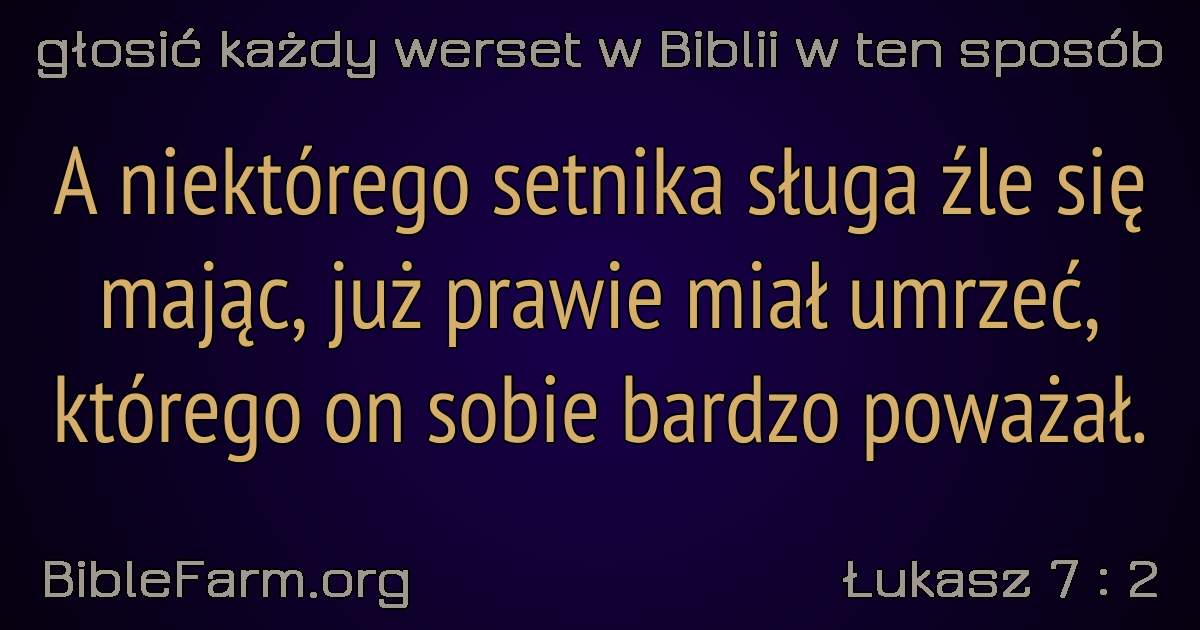 głosić każdy werset w Biblii w ten sposób
A niektórego setnika sługa źle się
mając, już prawie miał umrzeć,
którego on sobie bardzo poważał.
BibleFarm.org
Łukasz 7 : 2